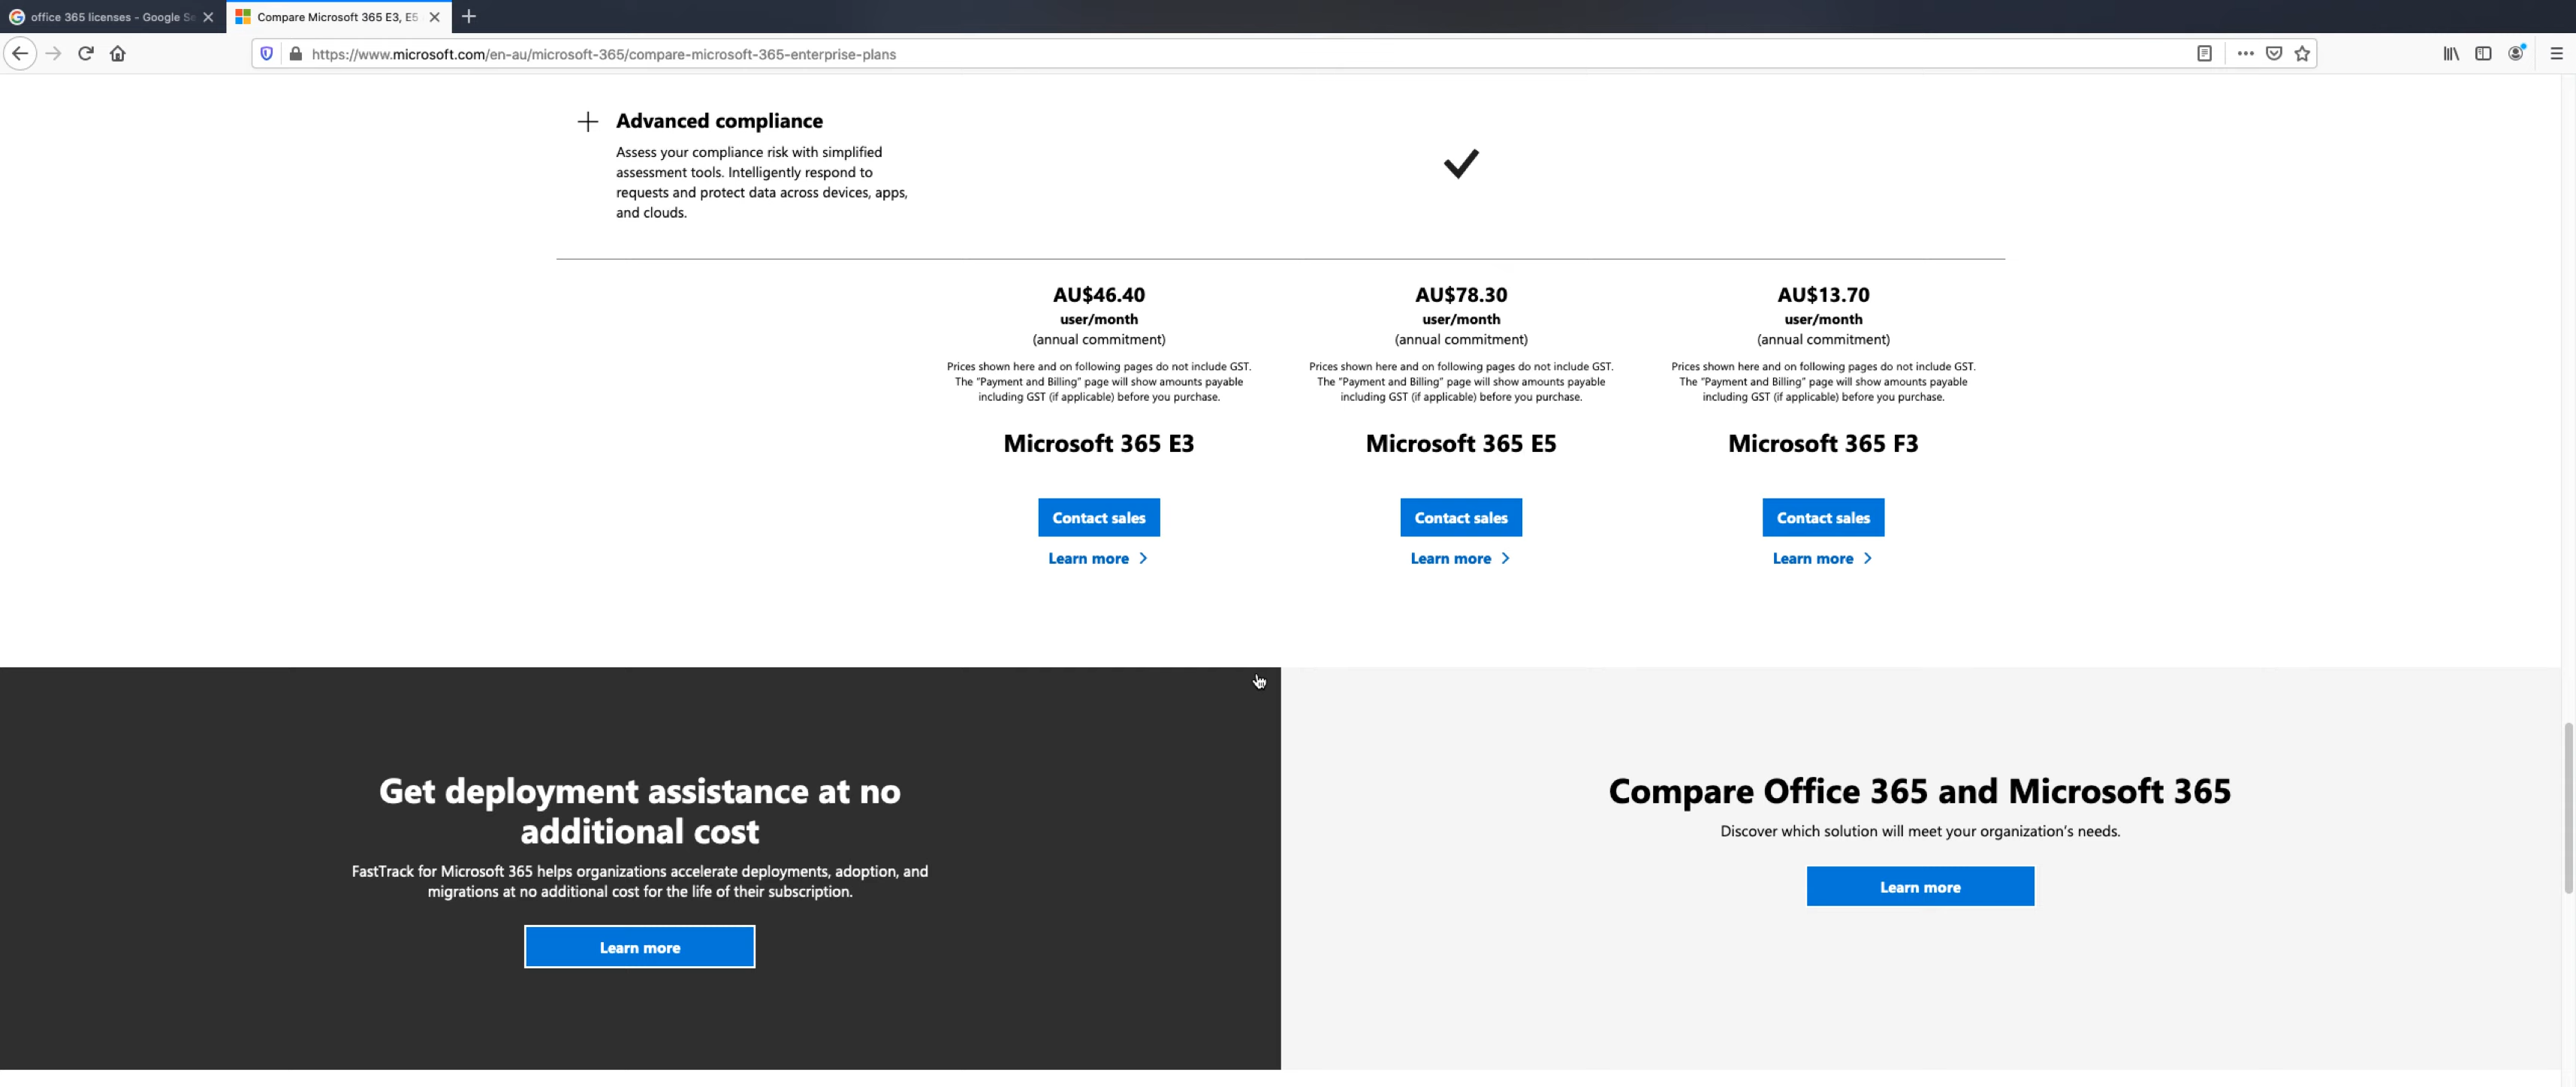 office 365 licenses - Google Se
Compare Microsoft 365 E3, E5
https://www.microsoft.com/en-au/microsoft-365/compare-microsoft-365-enterprise-plans
Advanced compliance
Assess your compliance risk with simplified
assessment tools. Intelligently respond to
requests and protect data across devices, apps,
and clouds.
AU$46.40
user/month
(annual commitment)
Prices shown here and on following pages do not include GST.
The "Payment and Billing" page will show amounts payable
including GST (if applicable) before you purchase.
Microsoft 365 E3
Contact sales
Learn more
AU$78.30
user/month
(annual commitment)
Prices shown here and on following pages do not include GST.
The "Payment and Billing" page will show amounts payable
including GST (if applicable) before you purchase.
Microsoft 365 E5
Contact sales
Learn more
AU$13.70
user/month
(annual commitment)
Prices shown here and on following pages do not include GST.
The "Payment and Billing" page will show amounts payable
including GST (if applicable) before you purchase.
Microsoft 365 F3
Contact sales
Learn more
Get deployment assistance at no
additional cost
FastTrack for Microsoft 365 helps organizations accelerate deployments, adoption, and
migrations at no additional cost for the life of their subscription.
Learn more
Compare Office 365 and Microsoft 365
Discover which solution will meet your organization's needs.
Learn more